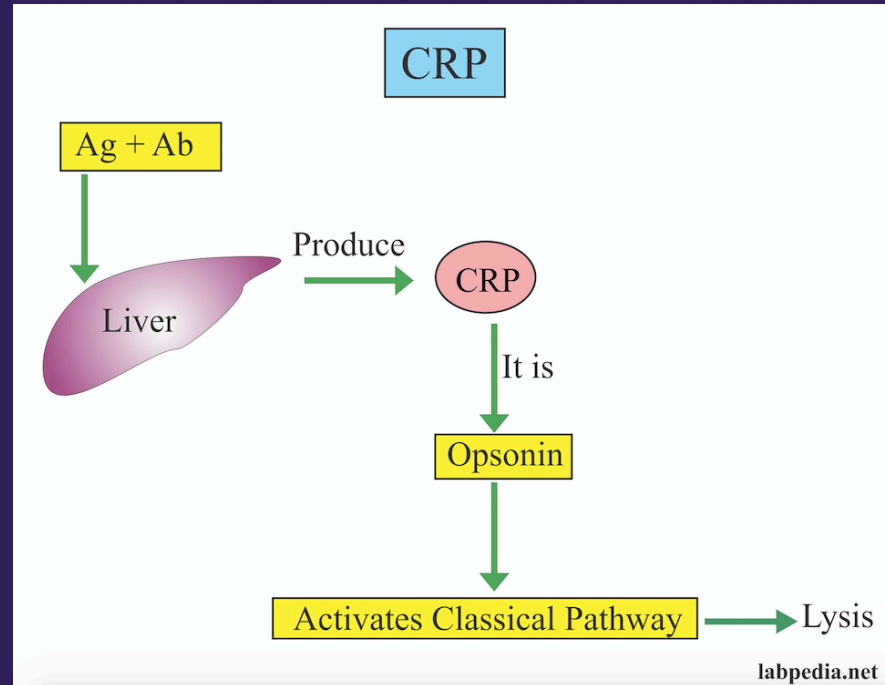 CRP
Ag + Ab
Produce
Liver
CRP
It is
Opsonin
Activates Classical Pathway
Lysis
labpedia.net